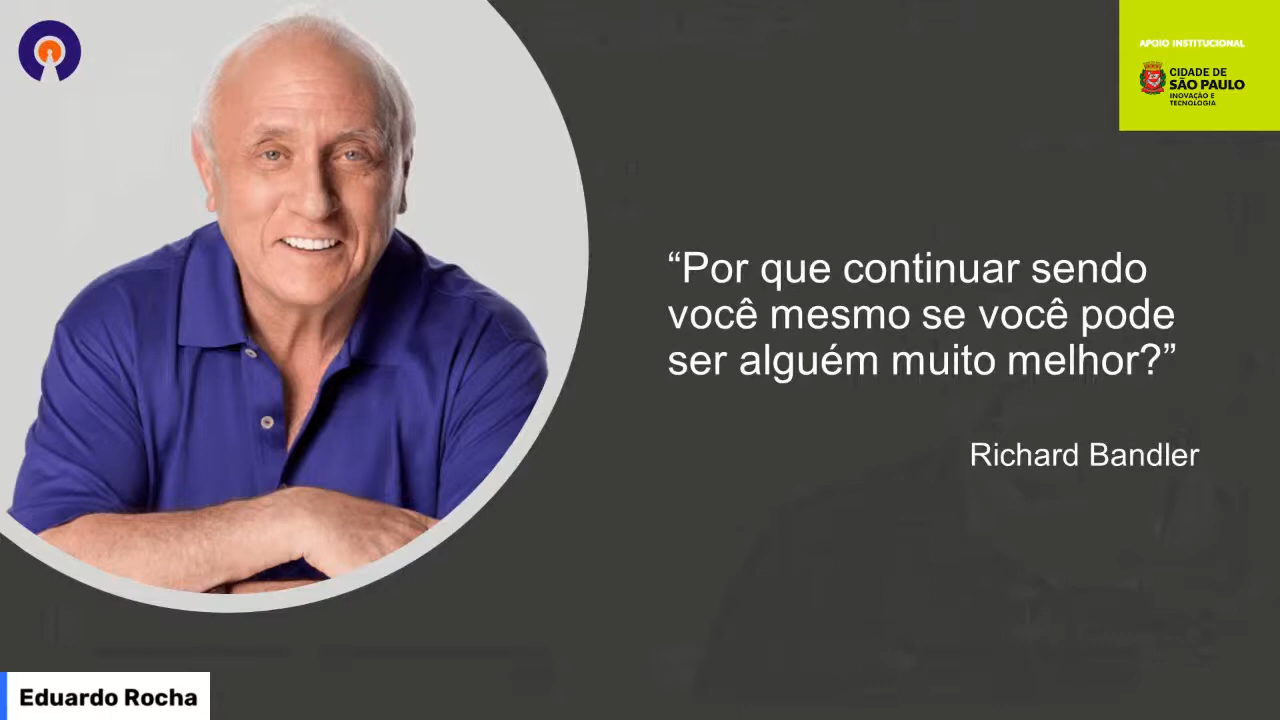 APOIO INSTITUCIONAL
CIDADE DE
SÃO PAULO
INOVAÇÃO E
TECNOLOGIA
“Por que continuar sendo
você mesmo se você pode
ser alguém muito melhor?”
Richard Bandler
Eduardo Rocha